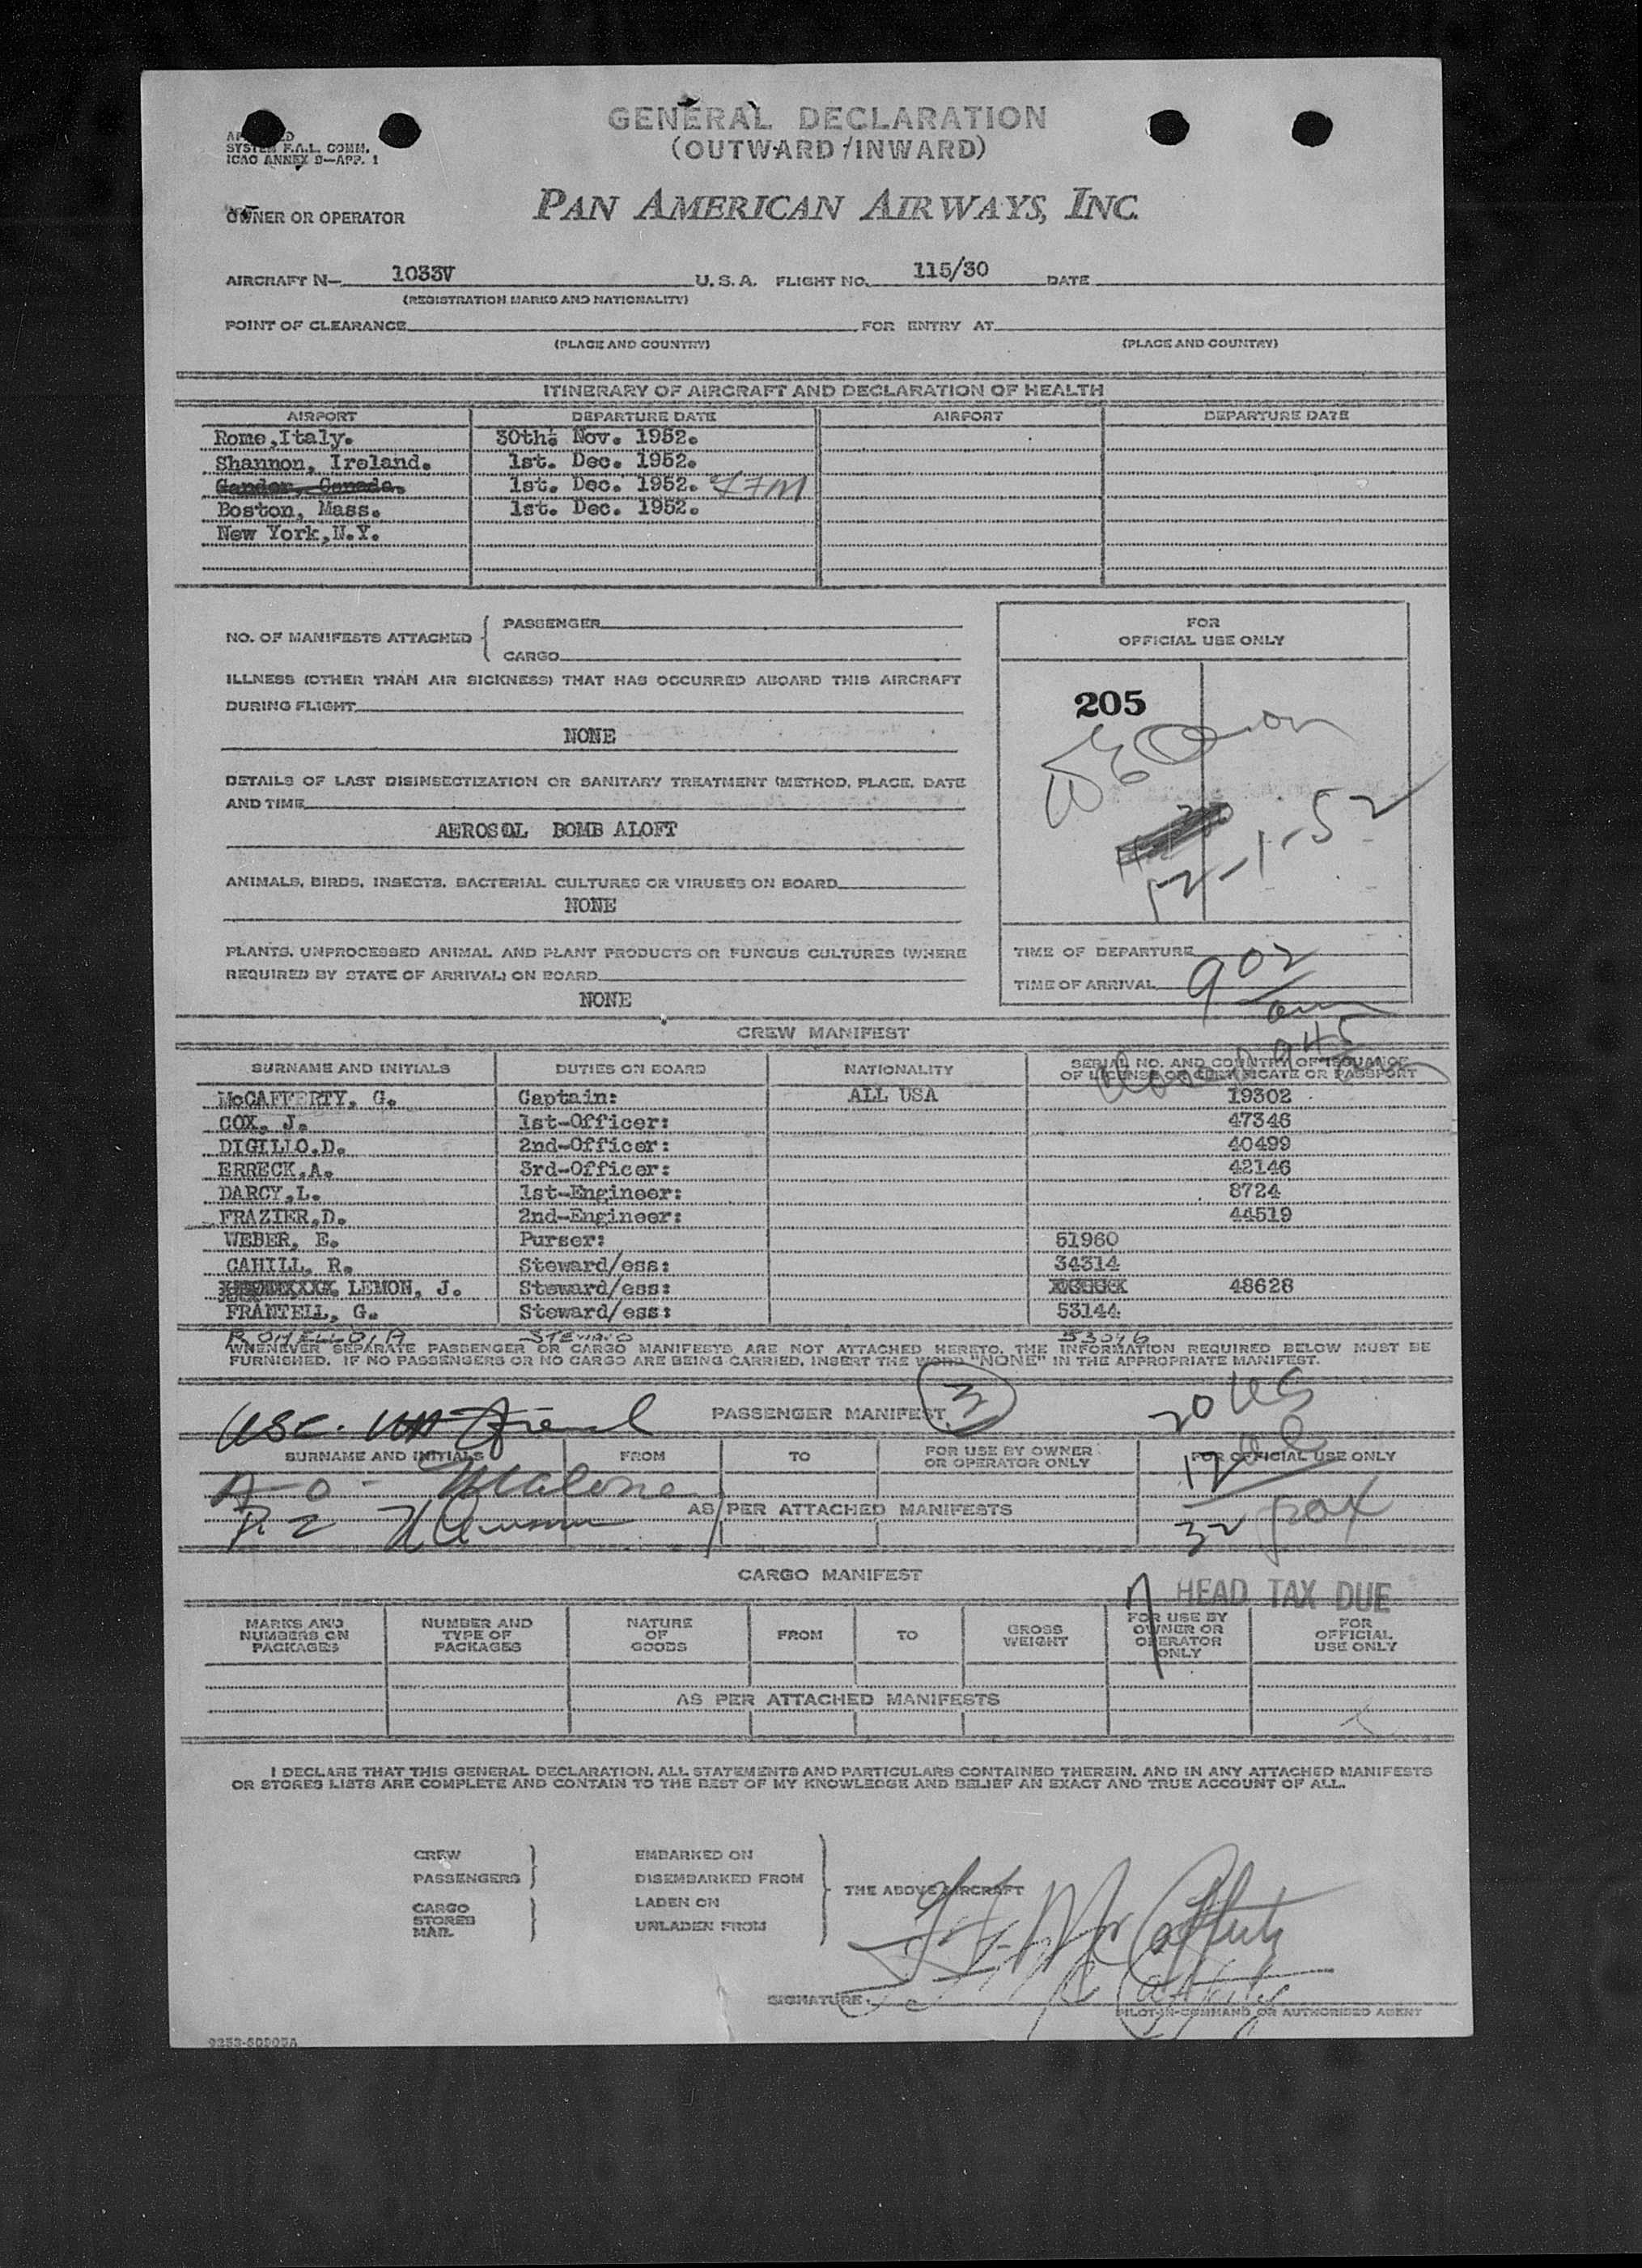 GENERAL DECLARATION
(OUTWARD/INWARD)
SYSTEM F.A.L. COMM.
ICAO ANNEX 9—APP. 1
OWNER OR OPERATOR PAN AMERICAN AIRWAYS, INC.
AIRCRAFT N— 1033V U. S. A. FLIGHT NO. 115/30 DATE
(REGISTRATION MARKS AND NATIONALITY)
POINT OF CLEARANCE FOR ENTRY AT
(PLACE AND COUNTRY) (PLACE AND COUNTRY)
ITINERARY OF AIRCRAFT AND DECLARATION OF HEALTH
AIRPORT DEPARTURE DATE AIRPORT DEPARTURE DATE
Rome,Italy. 30th: Nov. 1952.
Shannon, Ireland. 1st. Dec. 1952.
Gander, Canada. 1st. Dec. 1952.
Boston, Mass. 1st. Dec. 1952.
New York,N.Y.
NO. OF MANIFESTS ATTACHED { PASSENGER
CARGO
FOR
OFFICIAL USE ONLY
ILLNESS (OTHER THAN AIR SICKNESS) THAT HAS OCCURRED ABOARD THIS AIRCRAFT
DURING FLIGHT
NONE
205
DETAILS OF LAST DISINSECTIZATION OR SANITARY TREATMENT (METHOD, PLACE, DATE
AND TIME
AEROSOL BOMB ALOFT
12-1-52
ANIMALS, BIRDS, INSECTS, BACTERIAL CULTURES OR VIRUSES ON BOARD
NONE
PLANTS, UNPROCESSED ANIMAL AND PLANT PRODUCTS OR FUNGUS CULTURES (WHERE
REQUIRED BY STATE OF ARRIVAL) ON BOARD
NONE
TIME OF DEPARTURE
TIME OF ARRIVAL 902 am
945
CREW MANIFEST
SURNAME AND INITIALS DUTIES ON BOARD NATIONALITY SERIAL NO. AND COUNTRY OF ISSUANCE
OF LICENSE OR CERTIFICATE OR PASSPORT
McCAFFERTY, G. Captain: ALL USA 19302
COX, J. 1st-Officer: 47346
DIGILLO.D. 2nd-Officer: 40499
ERRECK,A. 3rd-Officer: 42146
DARCY,L. 1st-Engineer: 8724
FRAZIER,D. 2nd-Engineer: 44519
WEBER, E. Purser: 51960
CAHILL, R. Steward/ess: 34314
LEMON, J. Steward/ess: 48628
FRANTELL, G. Steward/ess: 53144
ROMELLO, A STEWARD 53046
WHENEVER SEPARATE PASSENGER OR CARGO MANIFESTS ARE NOT ATTACHED HERETO, THE INFORMATION REQUIRED BELOW MUST BE
FURNISHED. IF NO PASSENGERS OR NO CARGO ARE BEING CARRIED, INSERT THE WORD "NONE" IN THE APPROPRIATE MANIFEST.
PASSENGER MANIFEST 3 20 US
SURNAME AND INITIALS FROM TO FOR USE BY OWNER
OR OPERATOR ONLY
FOR OFFICIAL USE ONLY
12
Malone
AS PER ATTACHED MANIFESTS
32 pax
CARGO MANIFEST
7 HEAD TAX DUE
MARKS AND
NUMBERS ON
PACKAGES
NUMBER AND
TYPE OF
PACKAGES
NATURE
OF
GOODS
FROM
TO
GROSS
WEIGHT
FOR USE BY
OWNER OR
OPERATOR
ONLY
FOR
OFFICIAL
USE ONLY
AS PER ATTACHED MANIFESTS
I DECLARE THAT THIS GENERAL DECLARATION, ALL STATEMENTS AND PARTICULARS CONTAINED THEREIN, AND IN ANY ATTACHED MANIFESTS
OR STORES LISTS ARE COMPLETE AND CONTAIN TO THE BEST OF MY KNOWLEDGE AND BELIEF AN EXACT AND TRUE ACCOUNT OF ALL.
CREW
PASSENGERS
CARGO
STORES
MAIL
EMBARKED ON
DISEMBARKED FROM
LADEN ON
UNLADEN FROM
THE ABOVE AIRCRAFT
SIGNATURE
PILOT-IN-COMMAND OR AUTHORISED AGENT